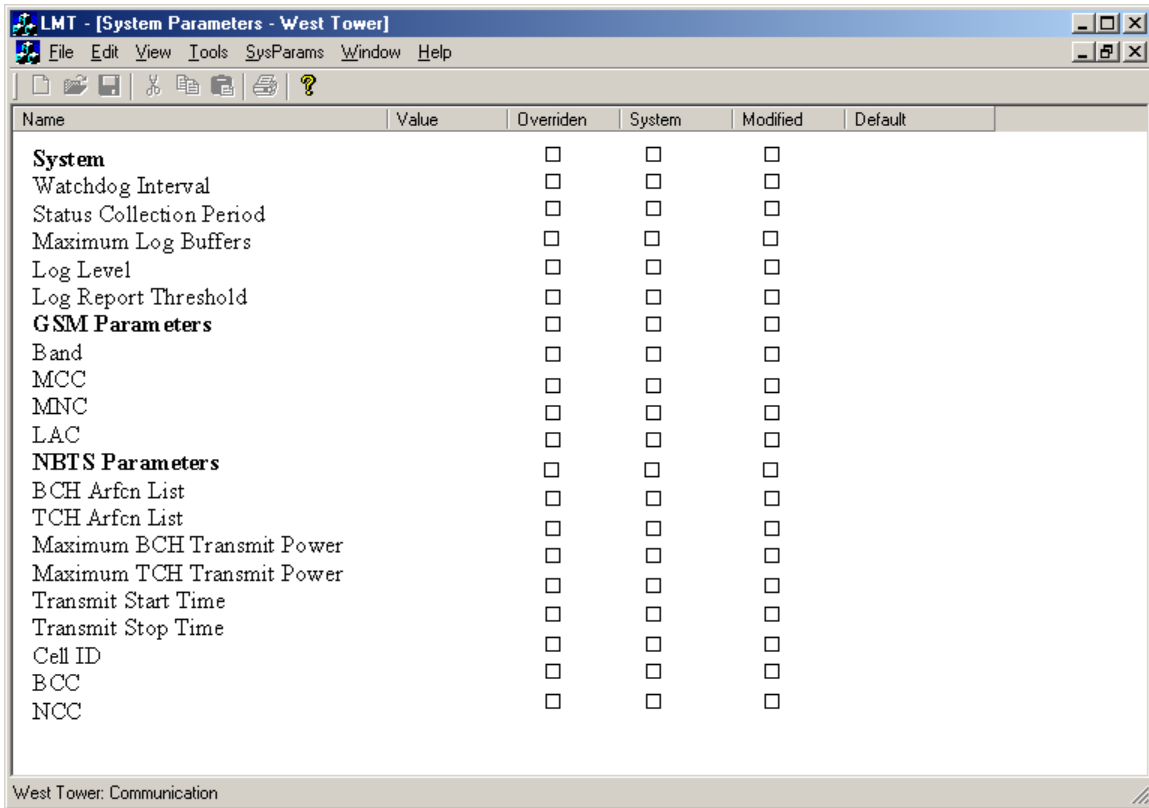 LMT - [System Parameters - West Tower]
File Edit View Tools SysParams Window Help
Name Value Overriden System Modified Default
System
Watchdog Interval
Status Collection Period
Maximum Log Buffers
Log Level
Log Report Threshold
GSM Parameters
Band
MCC
MNC
LAC
NBTS Parameters
BCH Arfcn List
TCH Arfcn List
Maximum BCH Transmit Power
Maximum TCH Transmit Power
Transmit Start Time
Transmit Stop Time
Cell ID
BCC
NCC
West Tower: Communication